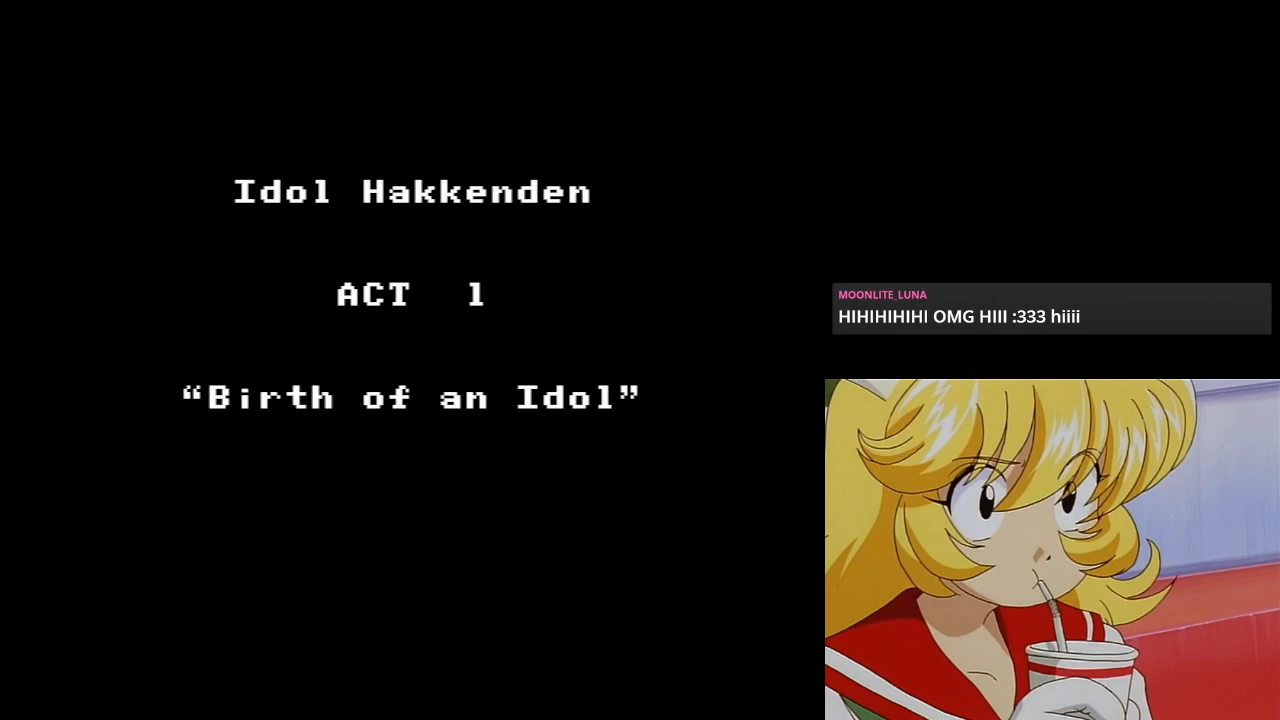 Idol Hakkenden
ACT 1
“Birth of an Idol”
MOONLITE_LUNA
HIHIHIHIHI OMG HIII :333 hiiii